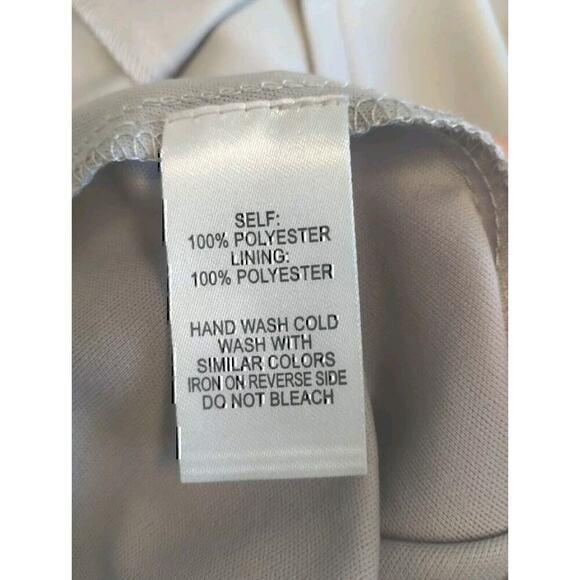 SELF:
100% POLYESTER
LINING:
100% POLYESTER
HAND WASH COLD
WASH WITH
SIMILAR COLORS
IRON ON REVERSE SIDE
DO NOT BLEACH